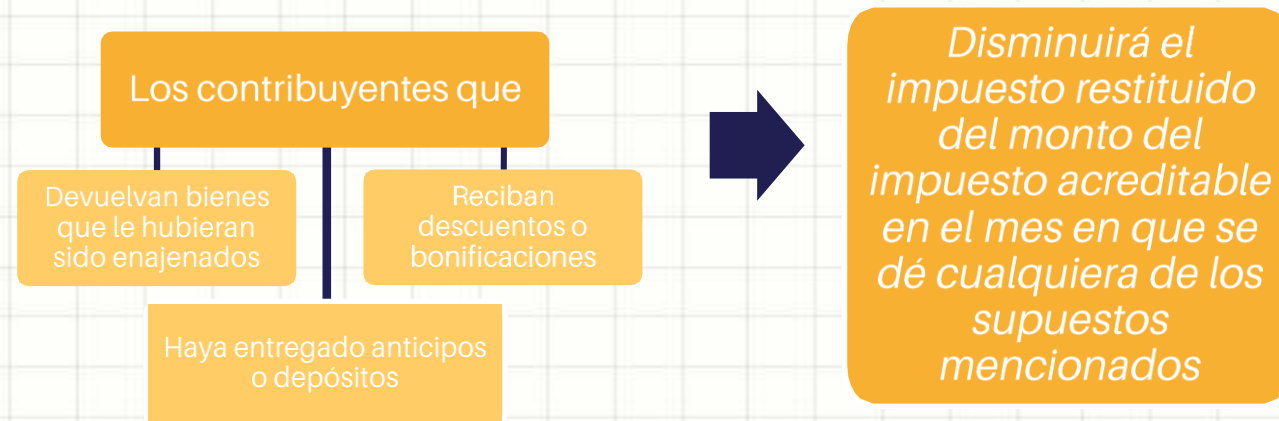 Los contribuyentes que
Devuelvan bienes
que le hubieran
sido enajenados
Reciban
descuentos o
bonificaciones
Haya entregado anticipos
o depósitos
Disminuirá el
impuesto restituido
del monto del
impuesto acreditable
en el mes en que se
dé cualquiera de los
supuestos
mencionados